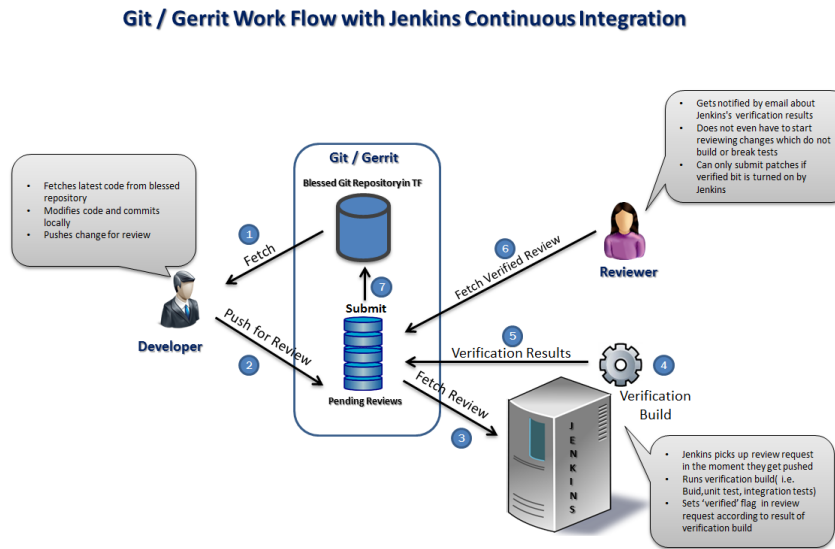 Git / Gerrit Work Flow with Jenkins Continuous Integration
• Gets notified by email about
Jenkins's verification results
• Does not even have to start
reviewing changes which do not
build or break tests
• Can only submit patches if
verified bit is turned on by
Jenkins
Git / Gerrit
Blessed Git Repository in TF
• Fetches latest code from blessed
repository
• Modifies code and commits
locally
• Pushes change for review
1
Fetch
6
Fetch Verified Review
Reviewer
7
Submit
Developer
Push for Review
2
5
Verification Results
4
Verification
Build
Pending Reviews
Fetch Review
3
JENKINS
• Jenkins picks up review request
in the moment they get pushed
• Runs verification build( i.e.
Buid,unit test, integration tests)
• Sets 'verified' flag in review
request according to result of
verification build